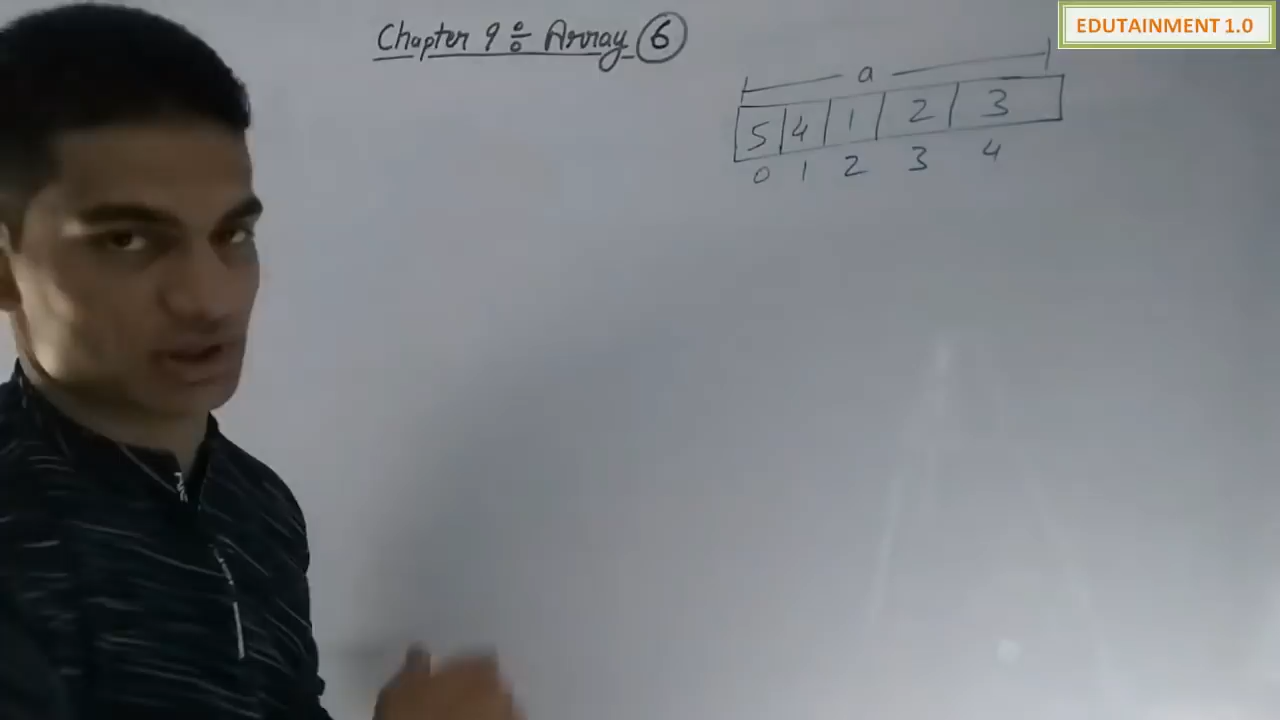 EDUTAINMENT 1.0
Chapter 9 : Array 6
a
5 4 1 2 3
0 1 2 3 4